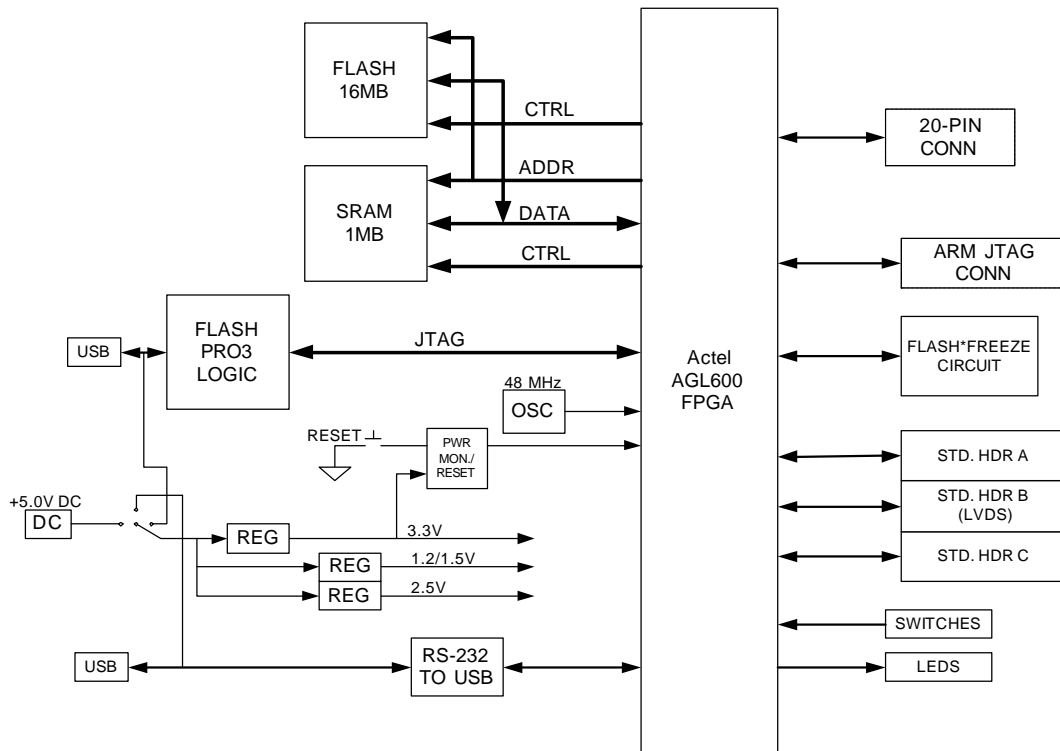 FLASH
16MB
CTRL
20-PIN
CONN
ADDR
SRAM
1MB
DATA
CTRL
ARM JTAG
CONN
USB
FLASH
PRO3
LOGIC
JTAG
Actel
AGL600
FPGA
FLASH*FREEZE
CIRCUIT
48 MHz
OSC
RESET
PWR
MON./
RESET
STD. HDR A
STD. HDR B
(LVDS)
STD. HDR C
+5.0V DC
DC
REG
3.3V
REG
1.2/1.5V
REG
2.5V
SWITCHES
USB
RS-232
TO USB
LEDS